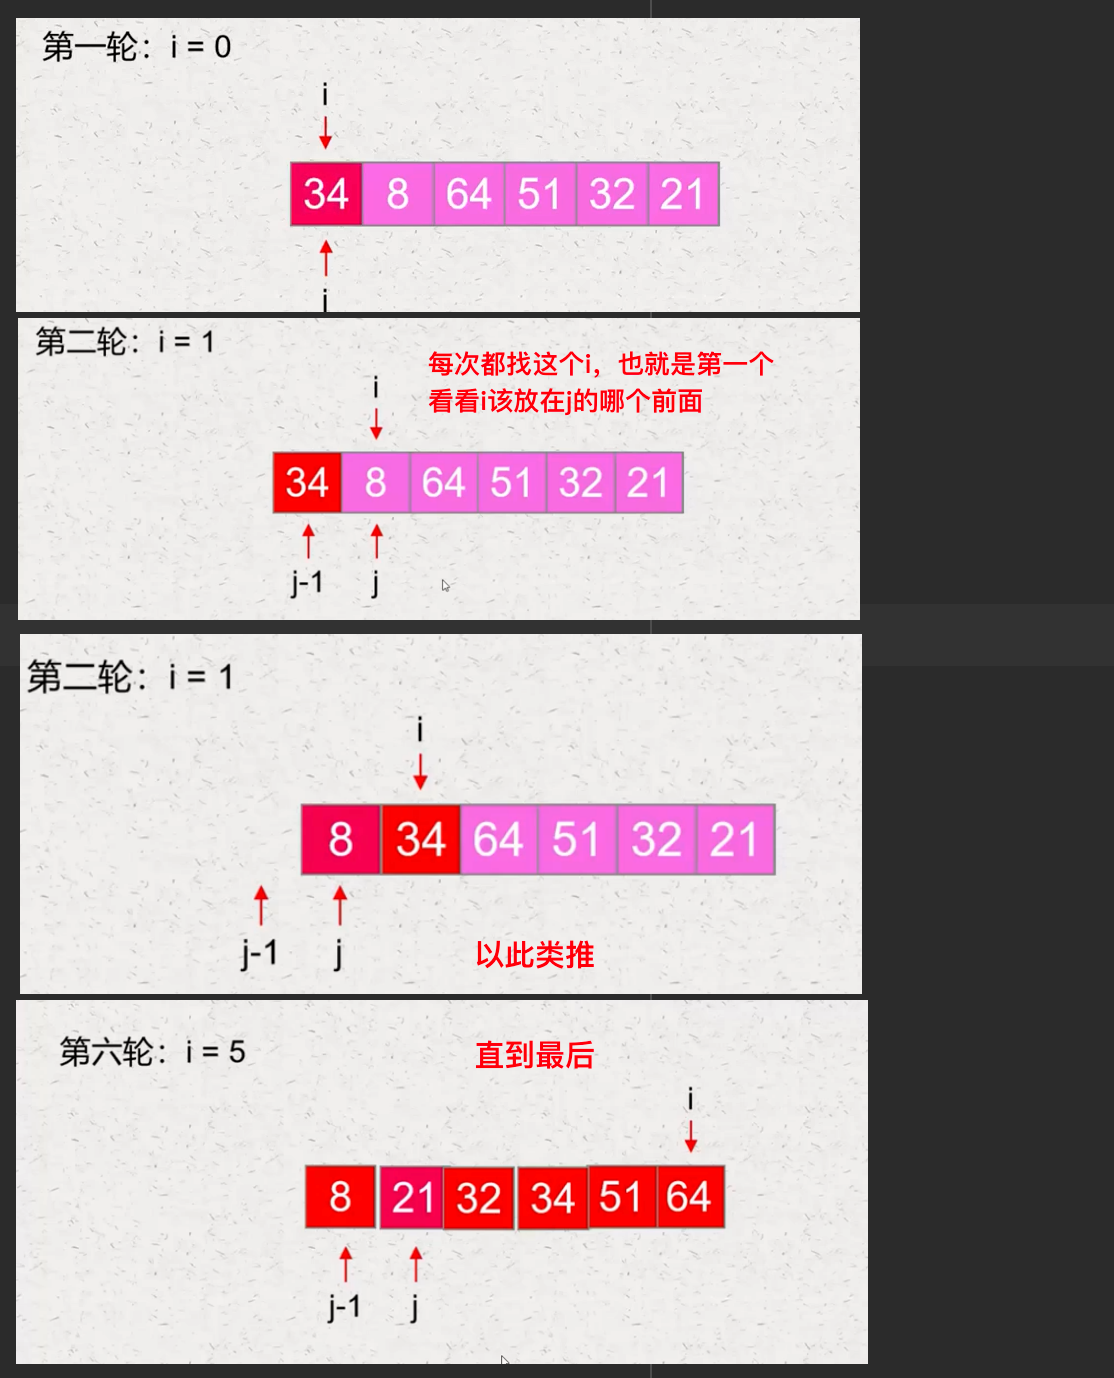 第一轮：i = 0
i
34 8 64 51 32 21
i
第二轮：i = 1
每次都找这个i，也就是第一个
看看i该放在j的哪个前面
i
34 8 64 51 32 21
j-1 j
第二轮：i = 1
i
8 34 64 51 32 21
j-1 j
以此类推
第六轮：i = 5
直到最后
i
8 21 32 34 51 64
j-1 j